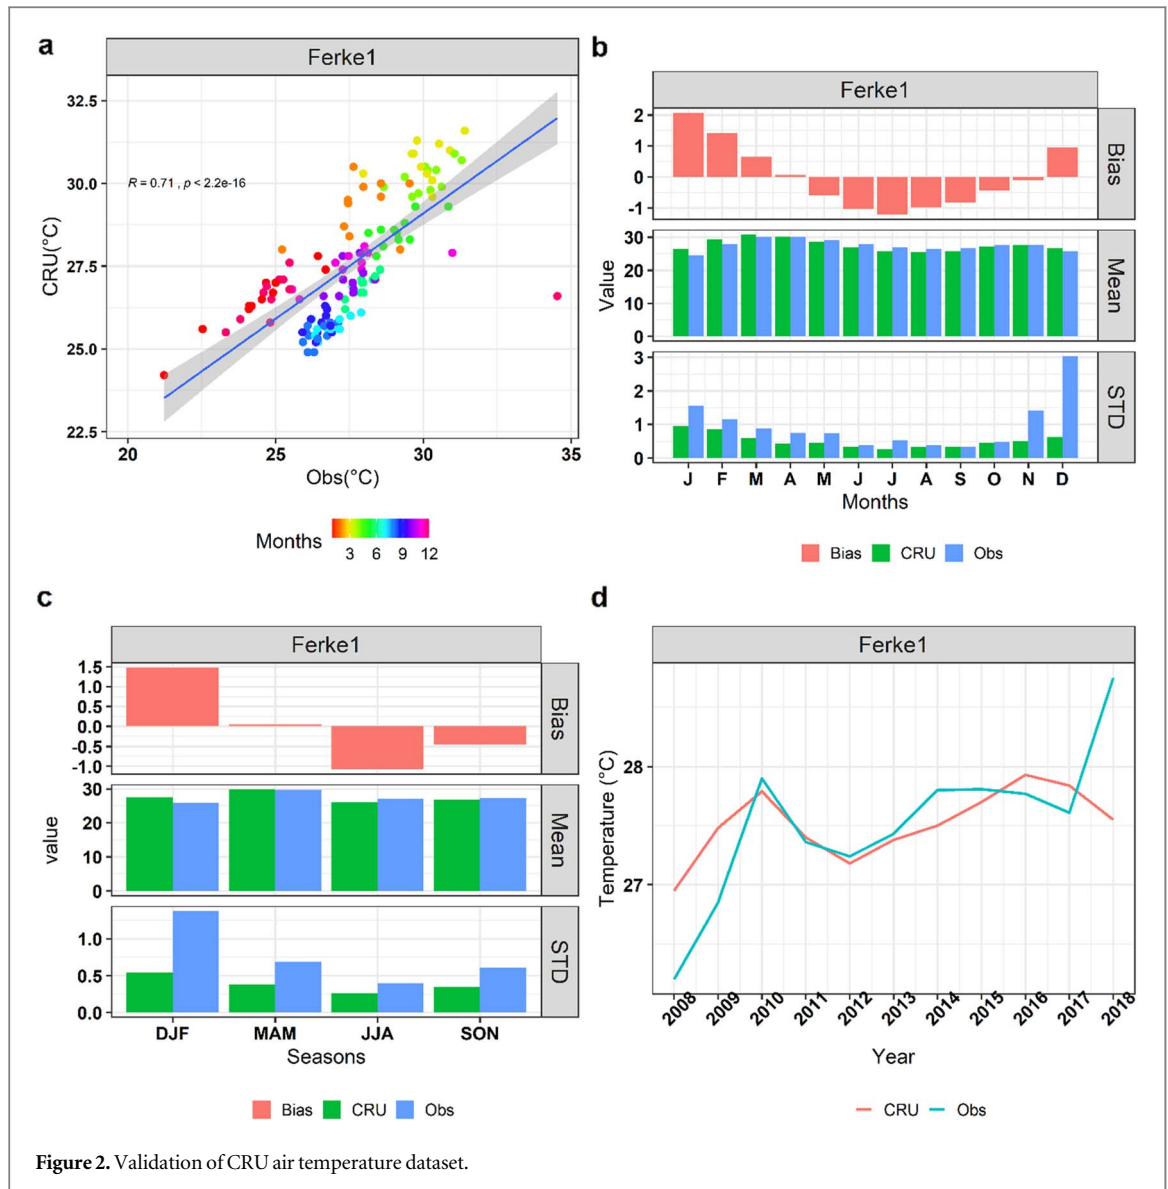 a
Ferke1
32.5
30.0
27.5
25.0
22.5
CRU(°C)
R = 0.71 , p < 2.2e-16
20 25 30 35
Obs(°C)
Months
3 6 9 12
b
Ferke1
2
1
0
-1
Bias
30
20
10
0
Mean
3
2
1
0
STD
Value
J F M A M J J A S O N D
Months
Bias CRU Obs
c
Ferke1
1.5
1.0
0.5
0.0
-0.5
-1.0
Bias
30
20
10
0
Mean
1.0
0.5
0.0
STD
value
DJF MAM JJA SON
Seasons
Bias CRU Obs
d
Ferke1
28
27
Temperature (°C)
2008 2009 2010 2011 2012 2013 2014 2015 2016 2017 2018
Year
CRU Obs
Figure 2. Validation of CRU air temperature dataset.